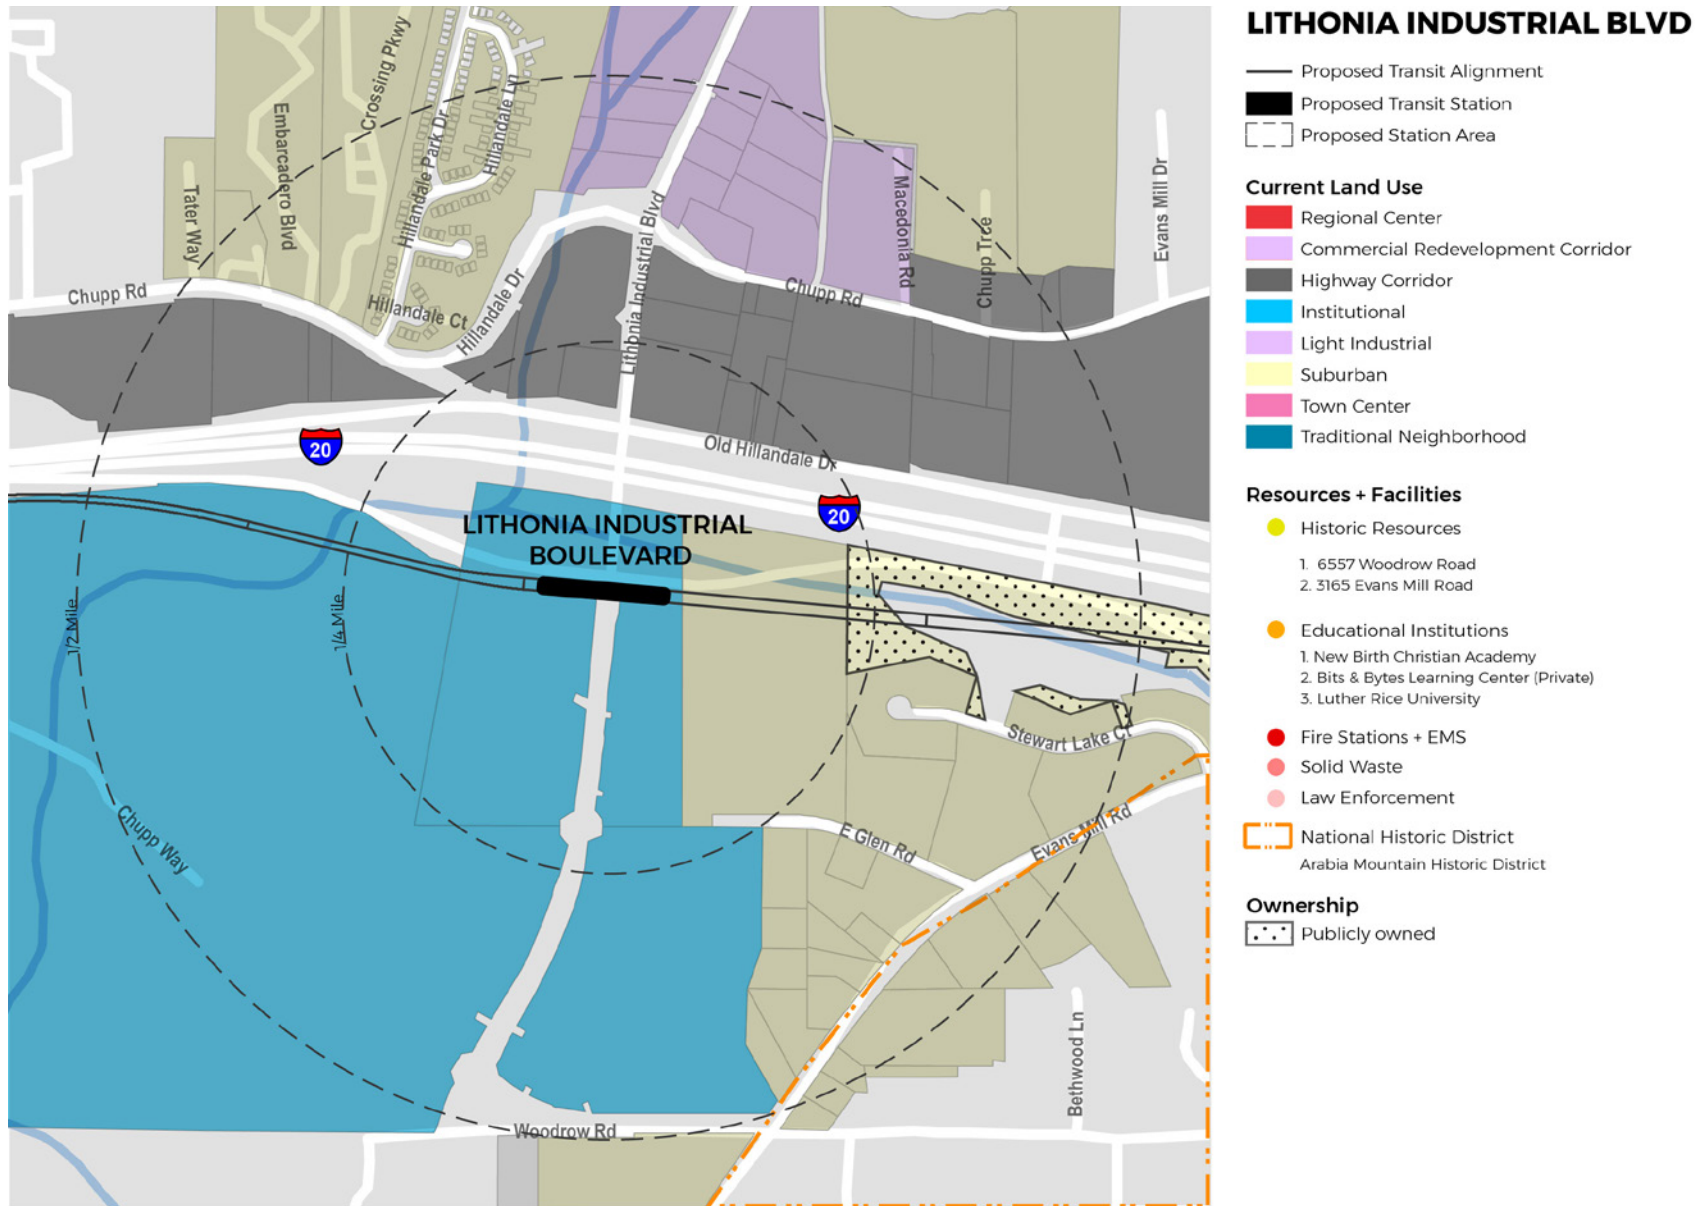 LITHONIA INDUSTRIAL BLVD
Proposed Transit Alignment
Proposed Transit Station
Proposed Station Area
Current Land Use
Regional Center
Commercial Redevelopment Corridor
Highway Corridor
Institutional
Light Industrial
Suburban
Town Center
Traditional Neighborhood
Resources + Facilities
Historic Resources
1. 6557 Woodrow Road
2. 3165 Evans Mill Road
Educational Institutions
1. New Birth Christian Academy
2. Bits & Bytes Learning Center (Private)
3. Luther Rice University
Fire Stations + EMS
Solid Waste
Law Enforcement
National Historic District
Arabia Mountain Historic District
Ownership
Publicly owned
Crossing Pkwy
Embarcadero Blvd
Tater Way
Hillandale Park Dr
Hillandale Ln
Hillandale Ct
Hillandale Dr
Lithonia Industrial Blvd
Macedonia Rd
Chupp Trce
Evans Mill Dr
Chupp Rd
Chupp Rd
Old Hillandale Dr
20
20
LITHONIA INDUSTRIAL
BOULEVARD
1/2 Mile
1/4 Mile
Stewart Lake Ct
Chupp Way
E Glen Rd
Evans Mill Rd
Bethwood Ln
Woodrow Rd